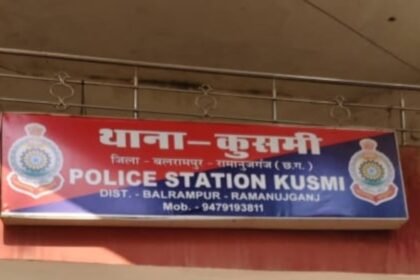 थाना - कुसमी
जिला - बलरामपुर - रामानुजगंज ( छ.ग. )
POLICE STATION KUSMI
DIST. - BALRAMPUR - RAMANUJGANJ
Mob. - 9479193811